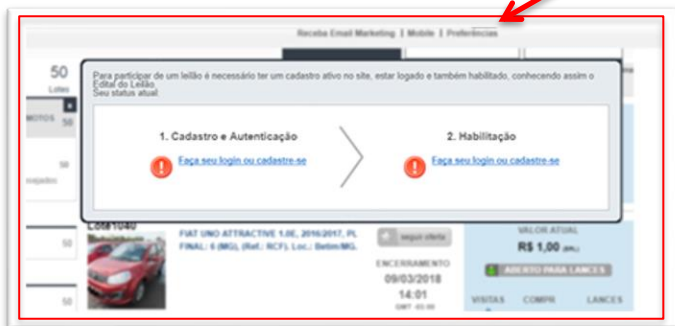 Receba Email Marketing | Mobile | Preferências
50
Lotes
Para participar de um leilão é necessário ter um cadastro ativo no site, estar logado e também habilitado, conhecendo assim o
Edital do Leilão.
Seu status atual:
MOTOS 50
1. Cadastro e Autenticação
2. Habilitação
50
Faça seu login ou cadastre-se
Faça seu login ou cadastre-se
Lote1040
50
FIAT UNO ATTRACTIVE 1.0E, 2016/2017, PL
FINAL: 6 (MG), (Ref.: RCF). Loc.: Betim/MG.
seguir oferta
VALOR ATUAL
R$ 1,00
ENCERRAMENTO
09/03/2018
ABERTO PARA LANCES
14:01
GMT -03:00
50
VISITAS COMPR LANCES